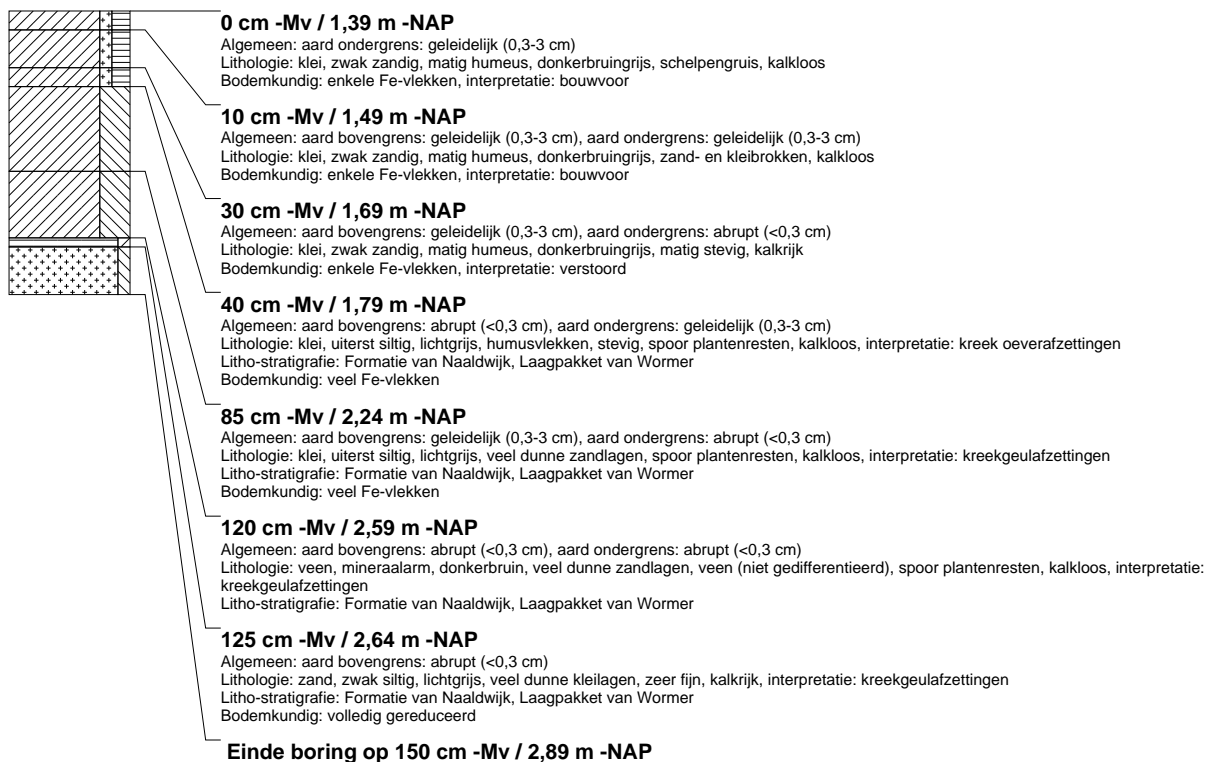 0 cm -Mv / 1,39 m -NAP
Algemeen: aard ondergrens: geleidelijk (0,3-3 cm)
Lithologie: klei, zwak zandig, matig humeus, donkerbruingrijs, schelpengruis, kalkloos
Bodemkundig: enkele Fe-vlekken, interpretatie: bouwvoor
10 cm -Mv / 1,49 m -NAP
Algemeen: aard bovengrens: geleidelijk (0,3-3 cm), aard ondergrens: geleidelijk (0,3-3 cm)
Lithologie: klei, zwak zandig, matig humeus, donkerbruingrijs, zand- en kleibrokken, kalkloos
Bodemkundig: enkele Fe-vlekken, interpretatie: bouwvoor
30 cm -Mv / 1,69 m -NAP
Algemeen: aard bovengrens: geleidelijk (0,3-3 cm), aard ondergrens: abrupt (<0,3 cm)
Lithologie: klei, zwak zandig, matig humeus, donkerbruingrijs, matig stevig, kalkrijk
Bodemkundig: enkele Fe-vlekken, interpretatie: verstoord
40 cm -Mv / 1,79 m -NAP
Algemeen: aard bovengrens: abrupt (<0,3 cm), aard ondergrens: geleidelijk (0,3-3 cm)
Lithologie: klei, uiterst siltig, lichtgrijs, humusvlekken, stevig, spoor plantenresten, kalkloos, interpretatie: kreek oeverafzettingen
Litho-stratigrafie: Formatie van Naaldwijk, Laagpakket van Wormer
Bodemkundig: veel Fe-vlekken
85 cm -Mv / 2,24 m -NAP
Algemeen: aard bovengrens: geleidelijk (0,3-3 cm), aard ondergrens: abrupt (<0,3 cm)
Lithologie: klei, uiterst siltig, lichtgrijs, veel dunne zandlagen, spoor plantenresten, kalkloos, interpretatie: kreekgeulafzettingen
Litho-stratigrafie: Formatie van Naaldwijk, Laagpakket van Wormer
Bodemkundig: veel Fe-vlekken
120 cm -Mv / 2,59 m -NAP
Algemeen: aard bovengrens: abrupt (<0,3 cm), aard ondergrens: abrupt (<0,3 cm)
Lithologie: veen, mineraalarm, donkerbruin, veel dunne zandlagen, veen (niet gedifferentieerd), spoor plantenresten, kalkloos, interpretatie:
kreekgeulafzettingen
Litho-stratigrafie: Formatie van Naaldwijk, Laagpakket van Wormer
125 cm -Mv / 2,64 m -NAP
Algemeen: aard bovengrens: abrupt (<0,3 cm)
Lithologie: zand, zwak siltig, lichtgrijs, veel dunne kleilagen, zeer fijn, kalkrijk, interpretatie: kreekgeulafzettingen
Litho-stratigrafie: Formatie van Naaldwijk, Laagpakket van Wormer
Bodemkundig: volledig gereduceerd
Einde boring op 150 cm -Mv / 2,89 m -NAP